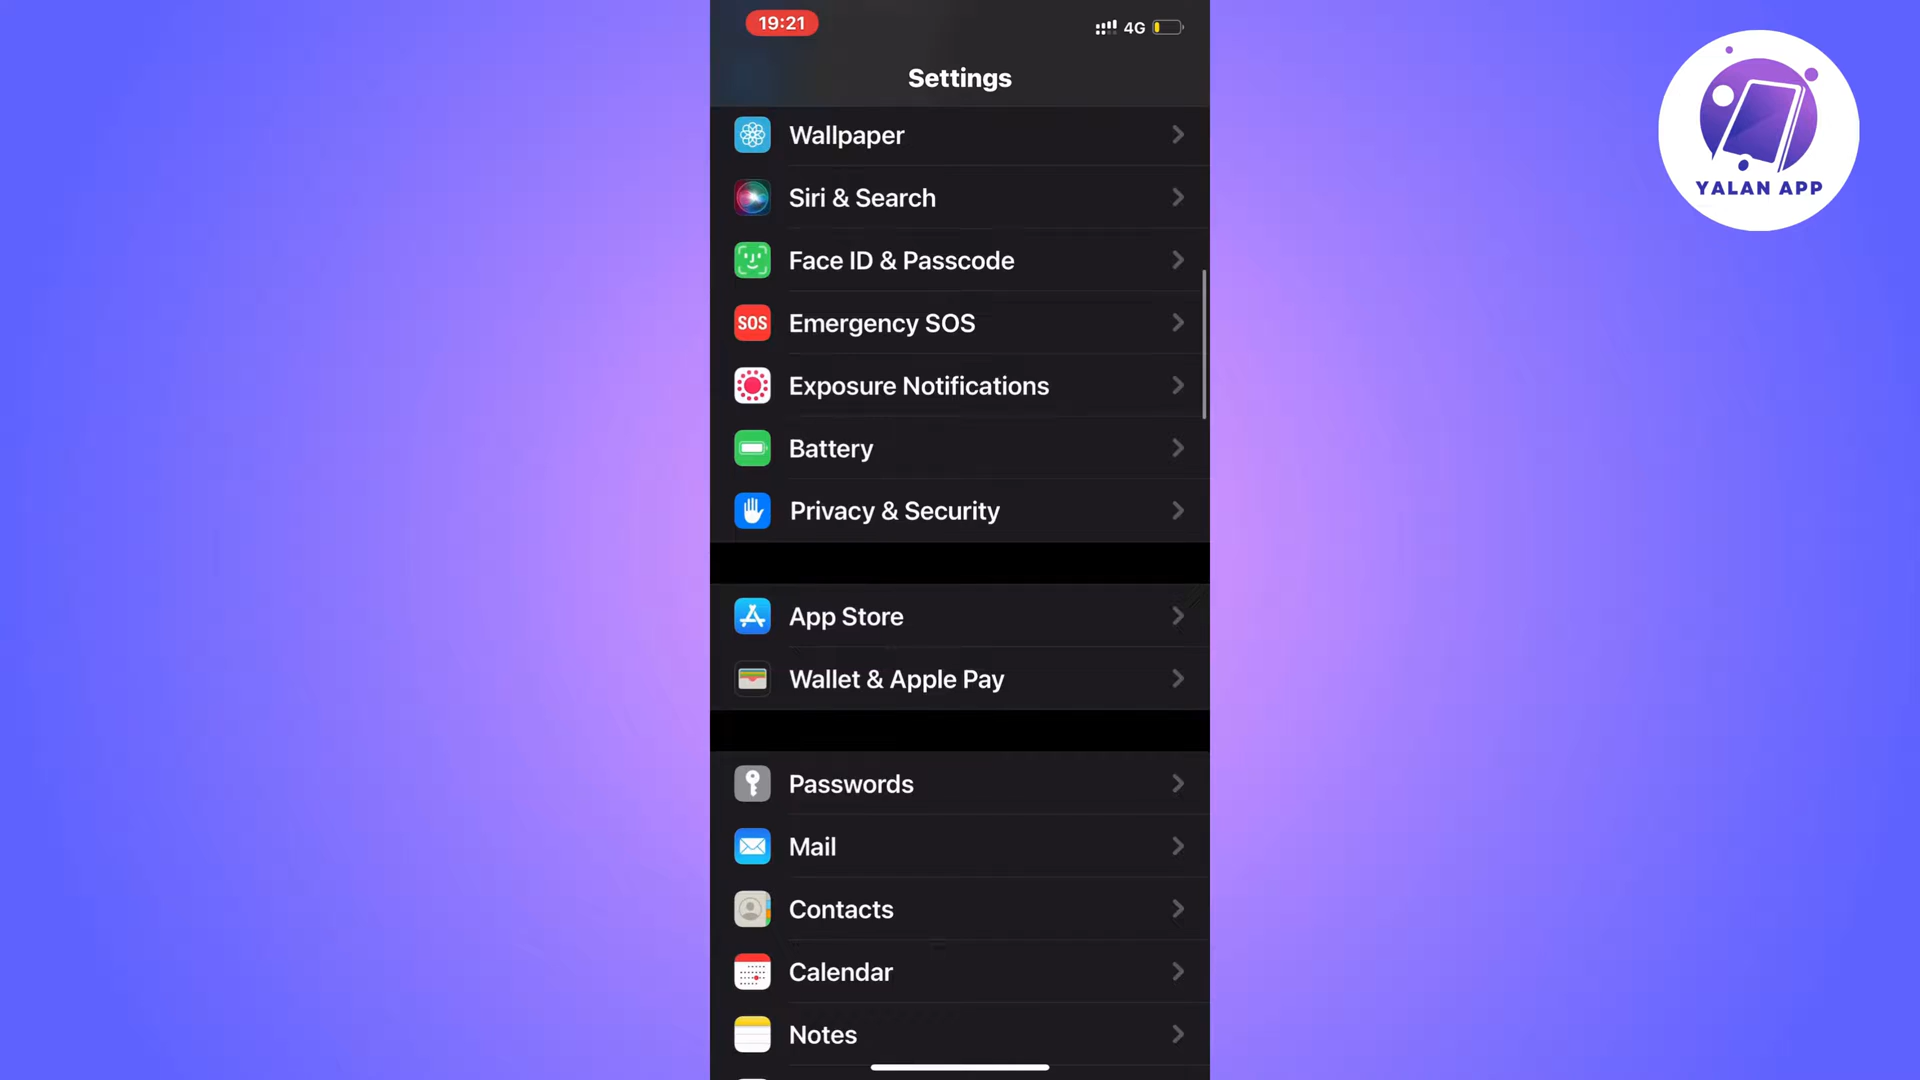 19:21
4G
Settings
YALAN APP
Wallpaper
Siri & Search
Face ID & Passcode
SOS
Emergency SOS
Exposure Notifications
Battery
Privacy & Security
App Store
Wallet & Apple Pay
Passwords
Mail
Contacts
Calendar
Notes